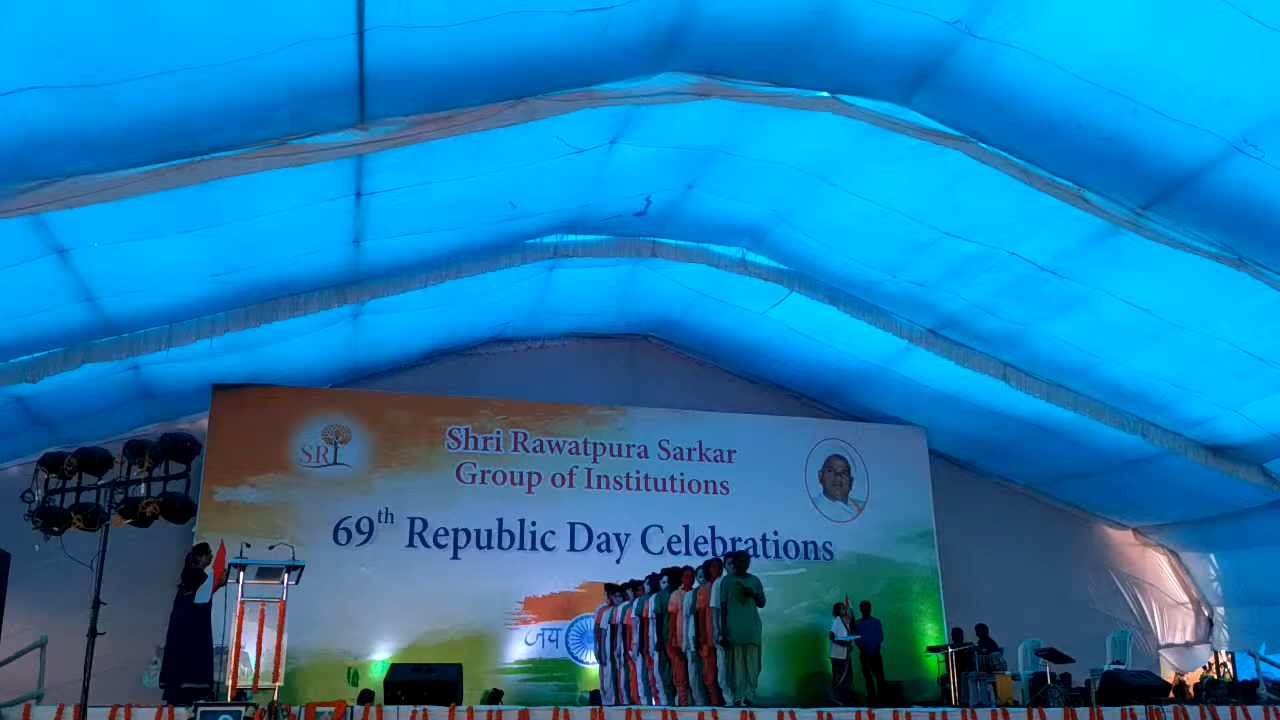 SRI
Shri Rawatpura Sarkar
Group of Institutions
69th Republic Day Celebrations
जय